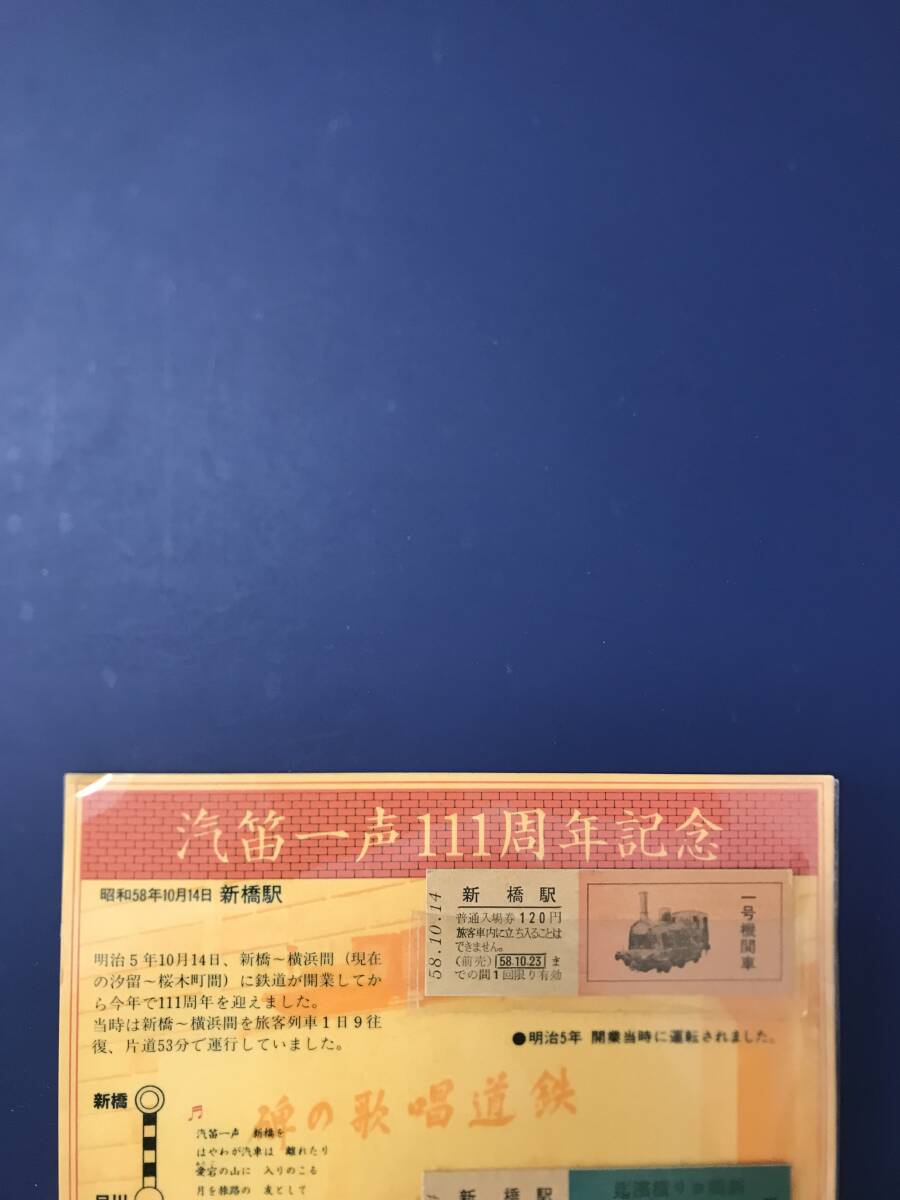 汽笛一声111周年記念
昭和58年10月14日 新橋駅
明治5年10月14日、新橋～横浜間（現在
の汐留～桜木町間）に鉄道が開業してか
ら今年で111周年を迎えました。
当時は新橋～横浜間を旅客列車1日9往
復、片道53分で運行していました。
58.10.14
新橋駅
普通入場券 120円
旅客車内に立ち入ることは
できません。
（前売） 58.10.23 ま
での間1回限り有効
一号機関車
●明治5年 開業当時に運転されました。
碑の歌唱道鉄
新橋
品川
汽笛一声 新橋を
はやわが汽車は 離れたり
愛宕の山に 入りのこる
月を旅路の 友として
新橋駅